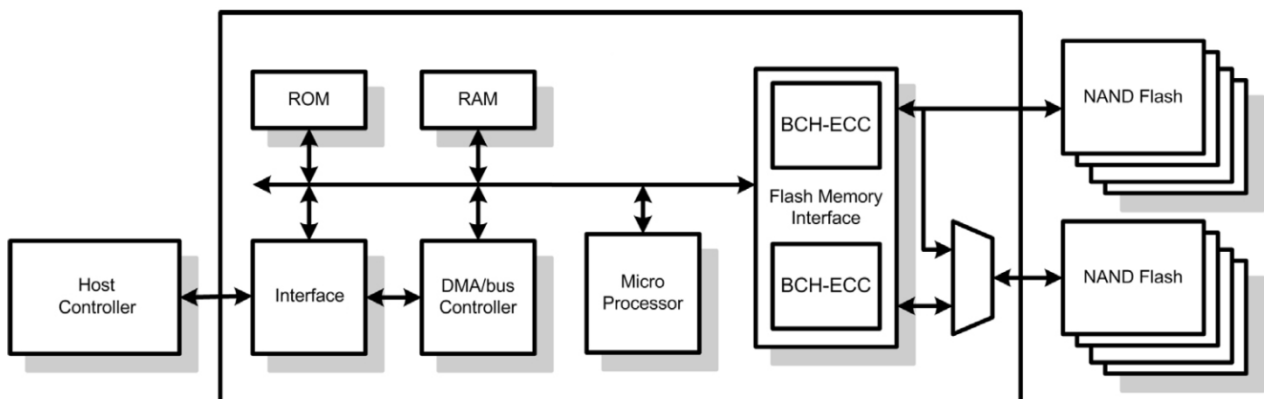 ROM
RAM
BCH-ECC
NAND Flash
Flash Memory
Interface
Host
Controller
Interface
DMA/bus
Controller
Micro
Processor
BCH-ECC
NAND Flash